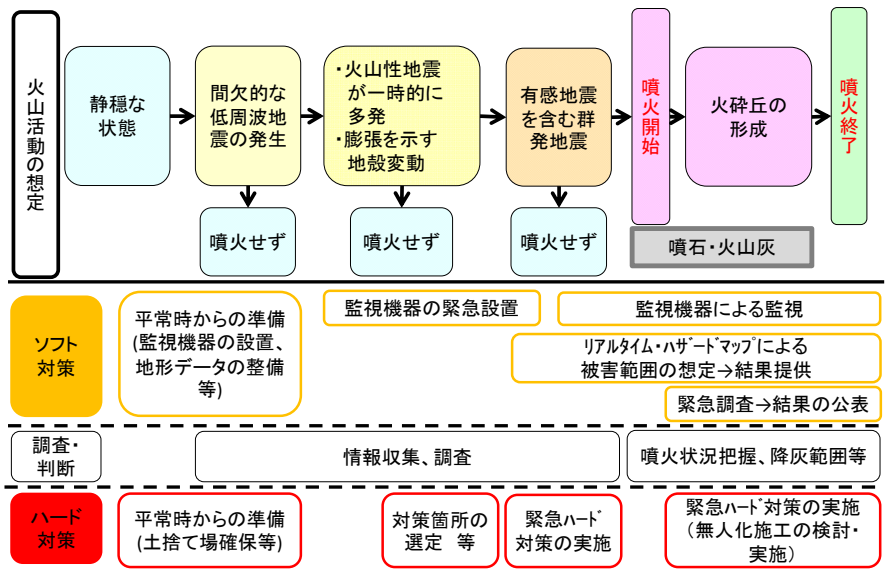 火山活動の想定
静穏な
状態
間欠的な
低周波地
震の発生
・火山性地震
が一時的に
多発
・膨張を示す
地殻変動
有感地震
を含む群
発地震
噴火開始
火砕丘の
形成
噴火終了
噴火せず
噴火せず
噴火せず
噴石・火山灰
ソフト
対策
平常時からの準備
(監視機器の設置、
地形データの整備
等)
監視機器の緊急設置
監視機器による監視
ﾘｱﾙﾀｲﾑ・ﾊｻﾞｰﾄﾞﾏｯﾌﾟによる
被害範囲の想定→結果提供
緊急調査→結果の公表
調査・
判断
情報収集、調査
噴火状況把握、降灰範囲等
ハード
対策
平常時からの準備
(土捨て場確保等)
対策箇所の
選定 等
緊急ﾊｰﾄﾞ
対策の実施
緊急ﾊｰﾄﾞ対策の実施
（無人化施工の検討・
実施）